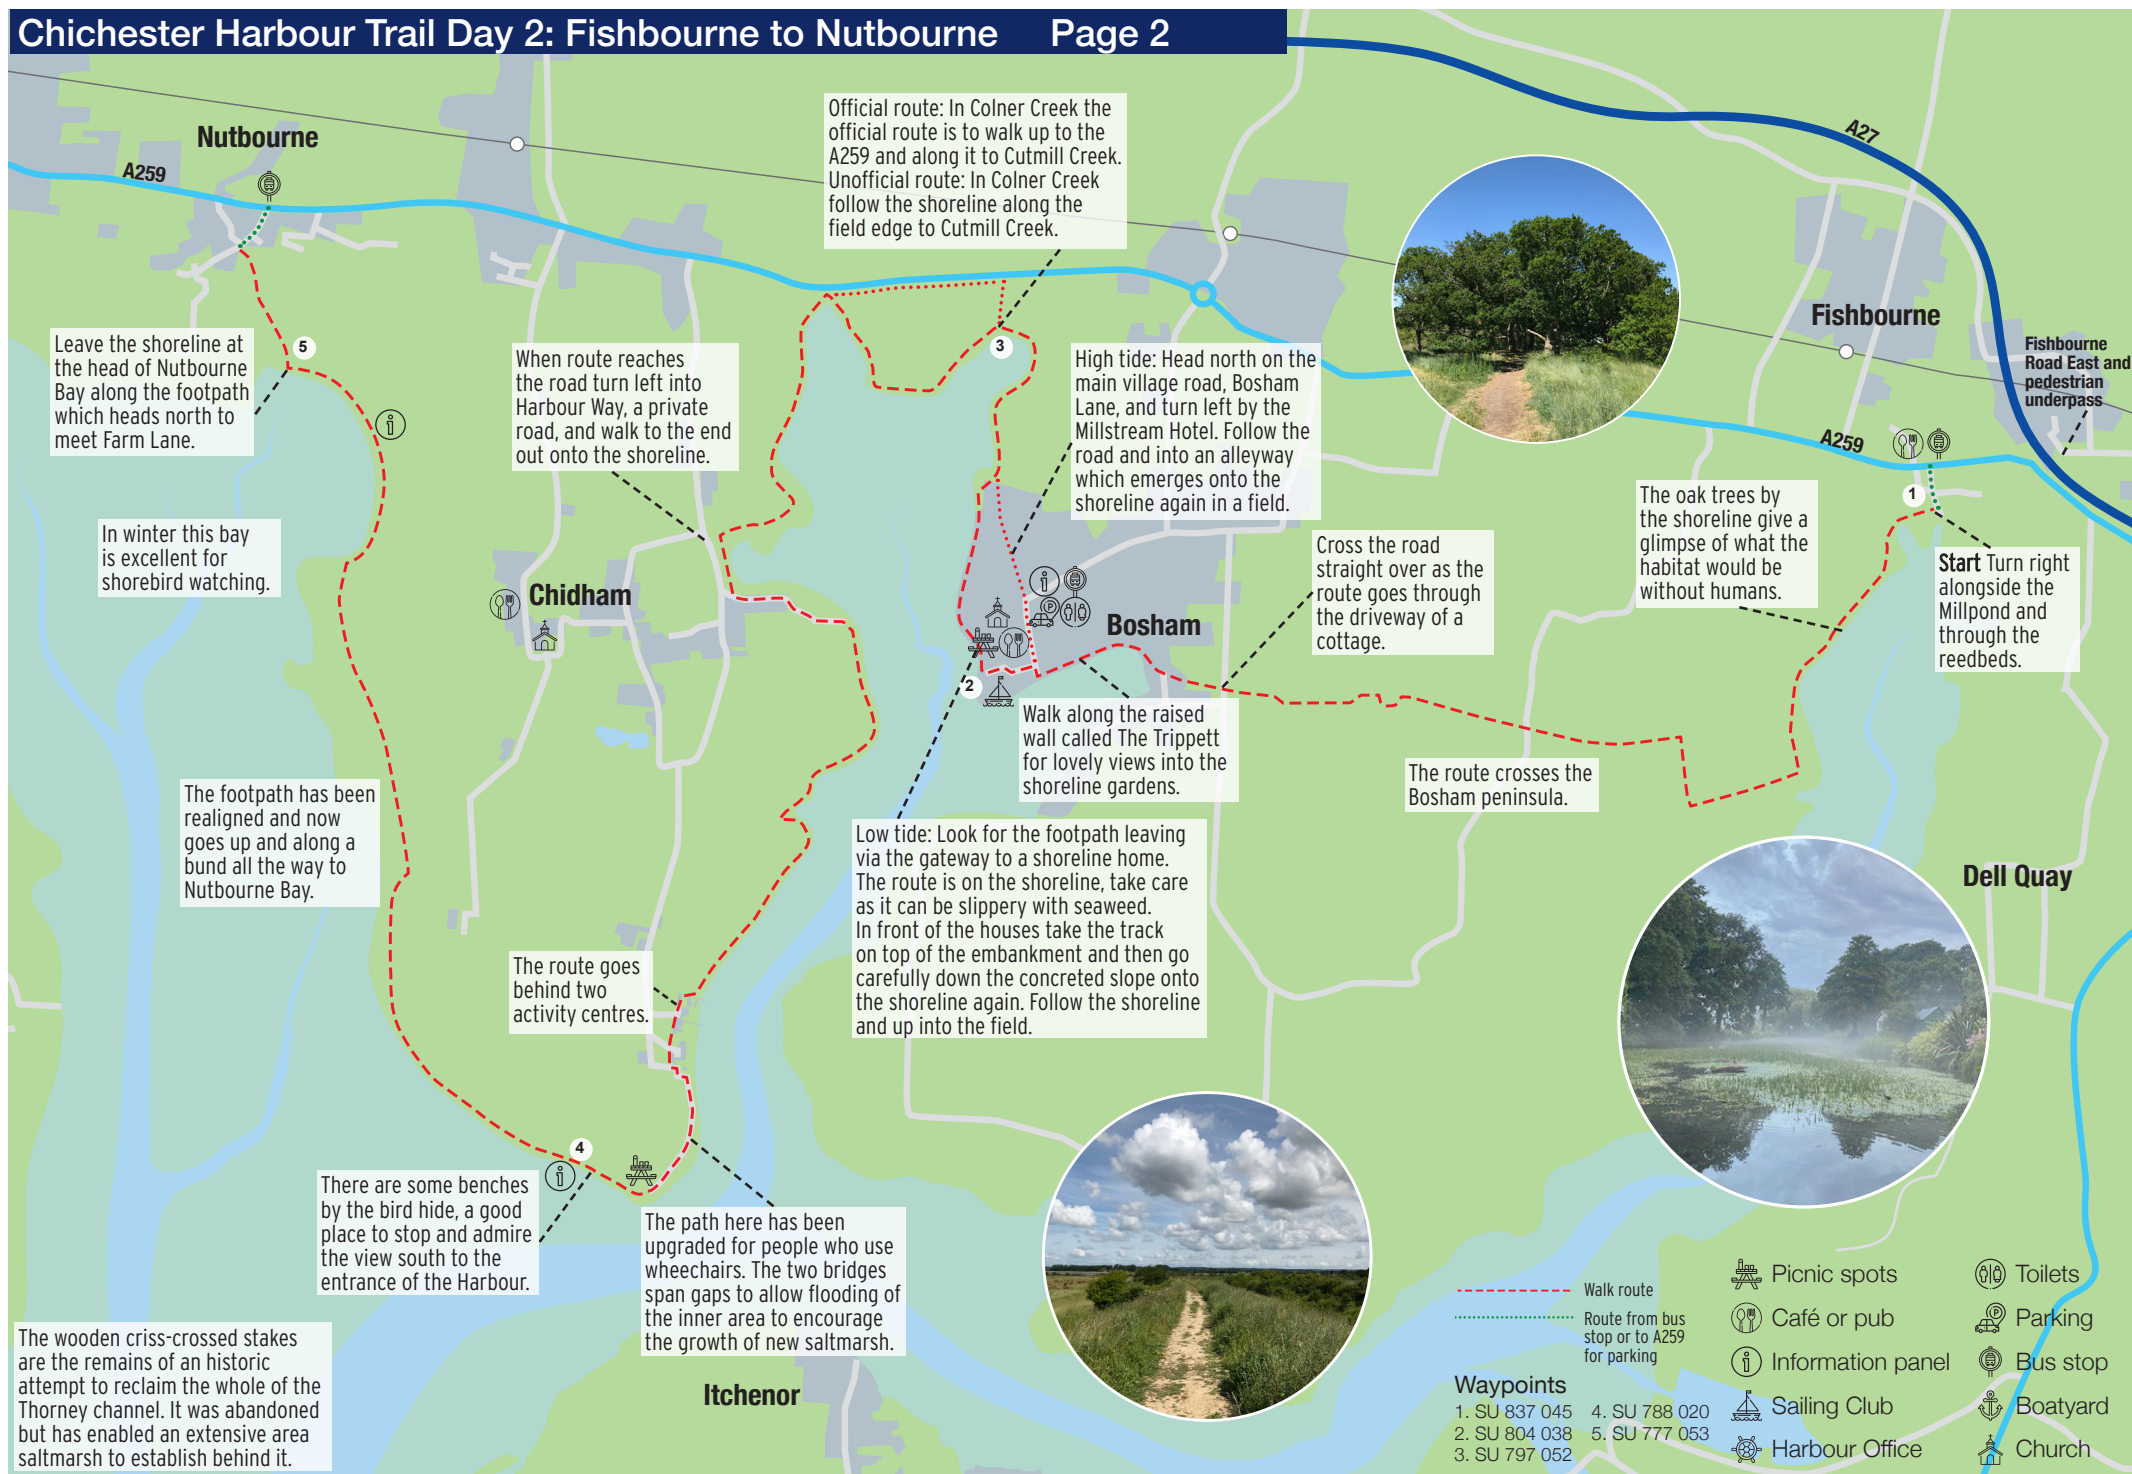 Chichester Harbour Trail Day 2: Fishbourne to Nutbourne Page 2
Nutbourne
A259
Official route: In Colner Creek the
official route is to walk up to the
A259 and along it to Cutmill Creek.
Unofficial route: In Colner Creek
follow the shoreline along the
field edge to Cutmill Creek.
A27
Fishbourne
Fishbourne
Road East and
pedestrian
underpass
A259
Leave the shoreline at
the head of Nutbourne
Bay along the footpath
which heads north to
meet Farm Lane.
5
When route reaches
the road turn left into
Harbour Way, a private
road, and walk to the end
out onto the shoreline.
3
High tide: Head north on the
main village road, Bosham
Lane, and turn left by the
Millstream Hotel. Follow the
road and into an alleyway
which emerges onto the
shoreline again in a field.
1
The oak trees by
the shoreline give a
glimpse of what the
habitat would be
without humans.
Start Turn right
alongside the
Millpond and
through the
reedbeds.
In winter this bay
is excellent for
shorebird watching.
Chidham
Cross the road
straight over as the
route goes through
the driveway of a
cottage.
Bosham
2
Walk along the raised
wall called The Trippett
for lovely views into the
shoreline gardens.
The route crosses the
Bosham peninsula.
The footpath has been
realigned and now
goes up and along a
bund all the way to
Nutbourne Bay.
Low tide: Look for the footpath leaving
via the gateway to a shoreline home.
The route is on the shoreline, take care
as it can be slippery with seaweed.
In front of the houses take the track
on top of the embankment and then go
carefully down the concreted slope onto
the shoreline again. Follow the shoreline
and up into the field.
Dell Quay
The route goes
behind two
activity centres.
4
There are some benches
by the bird hide, a good
place to stop and admire
the view south to the
entrance of the Harbour.
The path here has been
upgraded for people who use
wheechairs. The two bridges
span gaps to allow flooding of
the inner area to encourage
the growth of new saltmarsh.
The wooden criss-crossed stakes
are the remains of an historic
attempt to reclaim the whole of the
Thorney channel. It was abandoned
but has enabled an extensive area
saltmarsh to establish behind it.
Itchenor
Walk route
Route from bus
stop or to A259
for parking
Waypoints
1. SU 837 045
2. SU 804 038
3. SU 797 052
4. SU 788 020
5. SU 777 053
Picnic spots
Café or pub
Information panel
Sailing Club
Harbour Office
Toilets
Parking
Bus stop
Boatyard
Church